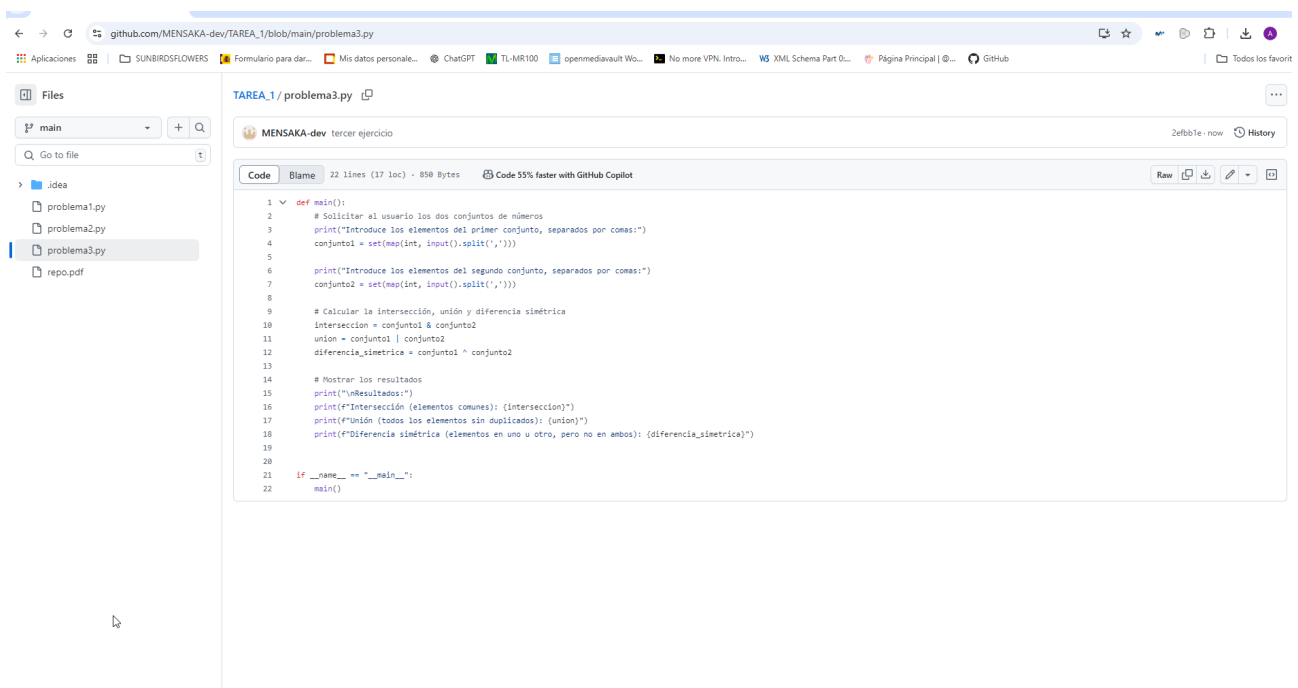 github.com/MENSAKA-dev/TAREA_1/blob/main/problema3.py
A
Aplicaciones SUNBIRDSFLOWERS Formulario para dar... Mis datos personale... ChatGPT TL-MR100 openmediavault Wo... No more VPN. Intro... W3 XML Schema Part 0:... Página Principal | @... GitHub Todos los favorit
Files
TAREA_1 / problema3.py
main
MENSAKA-dev tercer ejercicio
2efbb1e · now History
Go to file t
Code Blame 22 lines (17 loc) · 850 Bytes Code 55% faster with GitHub Copilot Raw
.idea
problema1.py
problema2.py
problema3.py
repo.pdf
1 def main():
2 # Solicitar al usuario los dos conjuntos de números
3 print("Introduce los elementos del primer conjunto, separados por comas:")
4 conjunto1 = set(map(int, input().split(',')))
5
6 print("Introduce los elementos del segundo conjunto, separados por comas:")
7 conjunto2 = set(map(int, input().split(',')))
8
9 # Calcular la intersección, unión y diferencia simétrica
10 interseccion = conjunto1 & conjunto2
11 union = conjunto1 | conjunto2
12 diferencia_simetrica = conjunto1 ^ conjunto2
13
14 # Mostrar los resultados
15 print("\nResultados:")
16 print(f"Intersección (elementos comunes): {interseccion}")
17 print(f"Unión (todos los elementos sin duplicados): {union}")
18 print(f"Diferencia simétrica (elementos en uno u otro, pero no en ambos): {diferencia_simetrica}")
19
20
21 if __name__ == "__main__":
22 main()